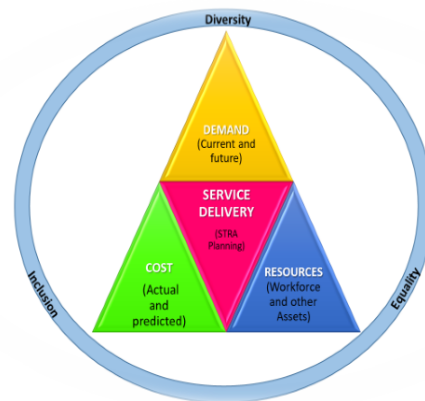 Diversity
DEMAND
(Current and
future)
SERVICE
DELIVERY
(STRA
Planning)
COST
(Actual
and
predicted)
RESOURCES
(Workforce
and other
Assets)
Inclusion
Equality